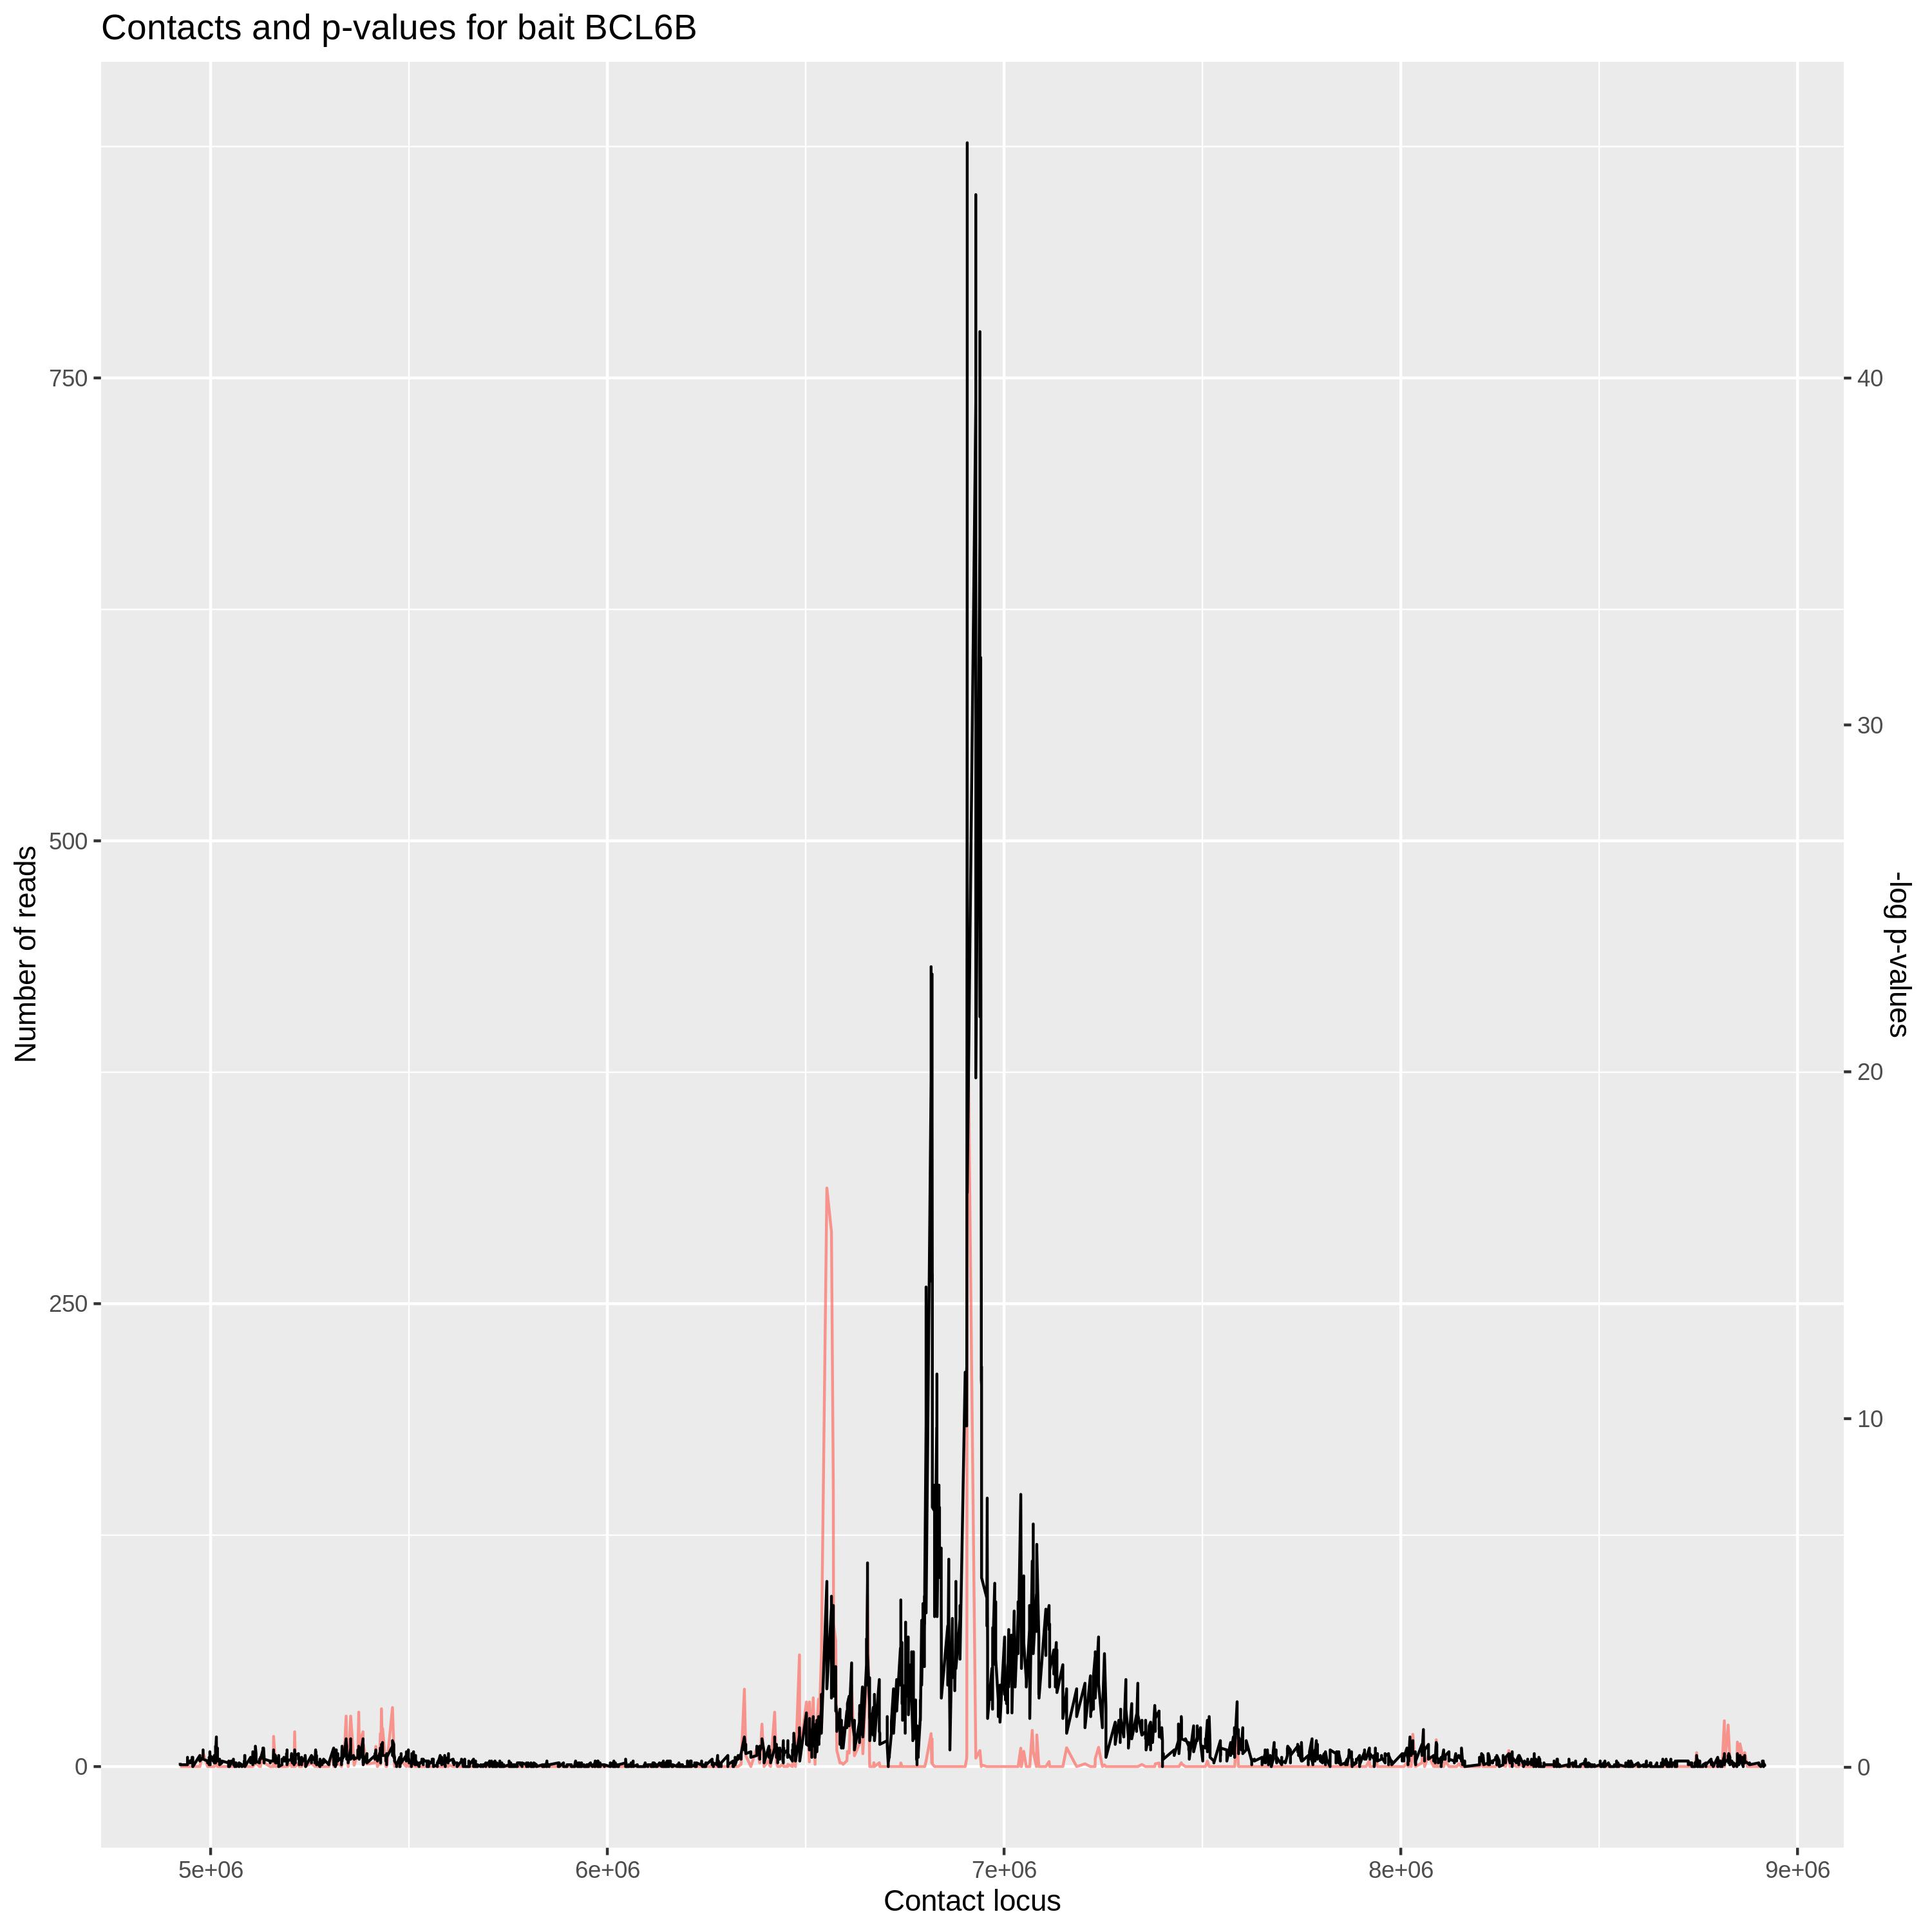 Contacts and p-values for bait BCL6B
750
500
250
0
Number of reads
40
30
20
10
0
-log p-values
5e+06
6e+06
7e+06
8e+06
9e+06
Contact locus